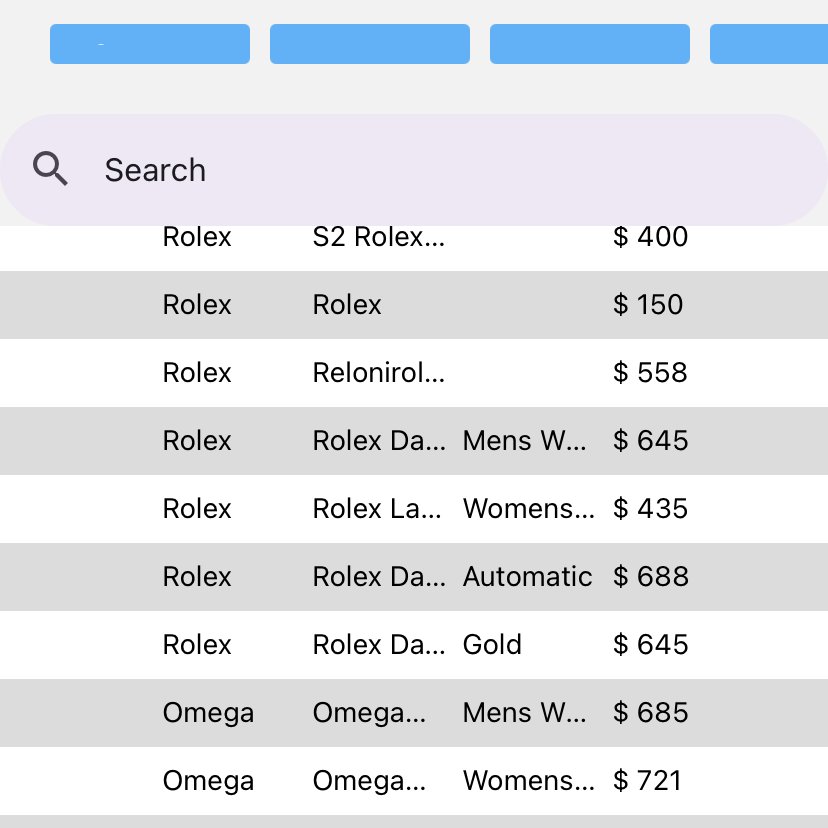 -
Search
Rolex S2 Rolex... $ 400
Rolex Rolex $ 150
Rolex Relonirol... $ 558
Rolex Rolex Da... Mens W... $ 645
Rolex Rolex La... Womens... $ 435
Rolex Rolex Da... Automatic $ 688
Rolex Rolex Da... Gold $ 645
Omega Omega... Mens W... $ 685
Omega Omega... Womens... $ 721